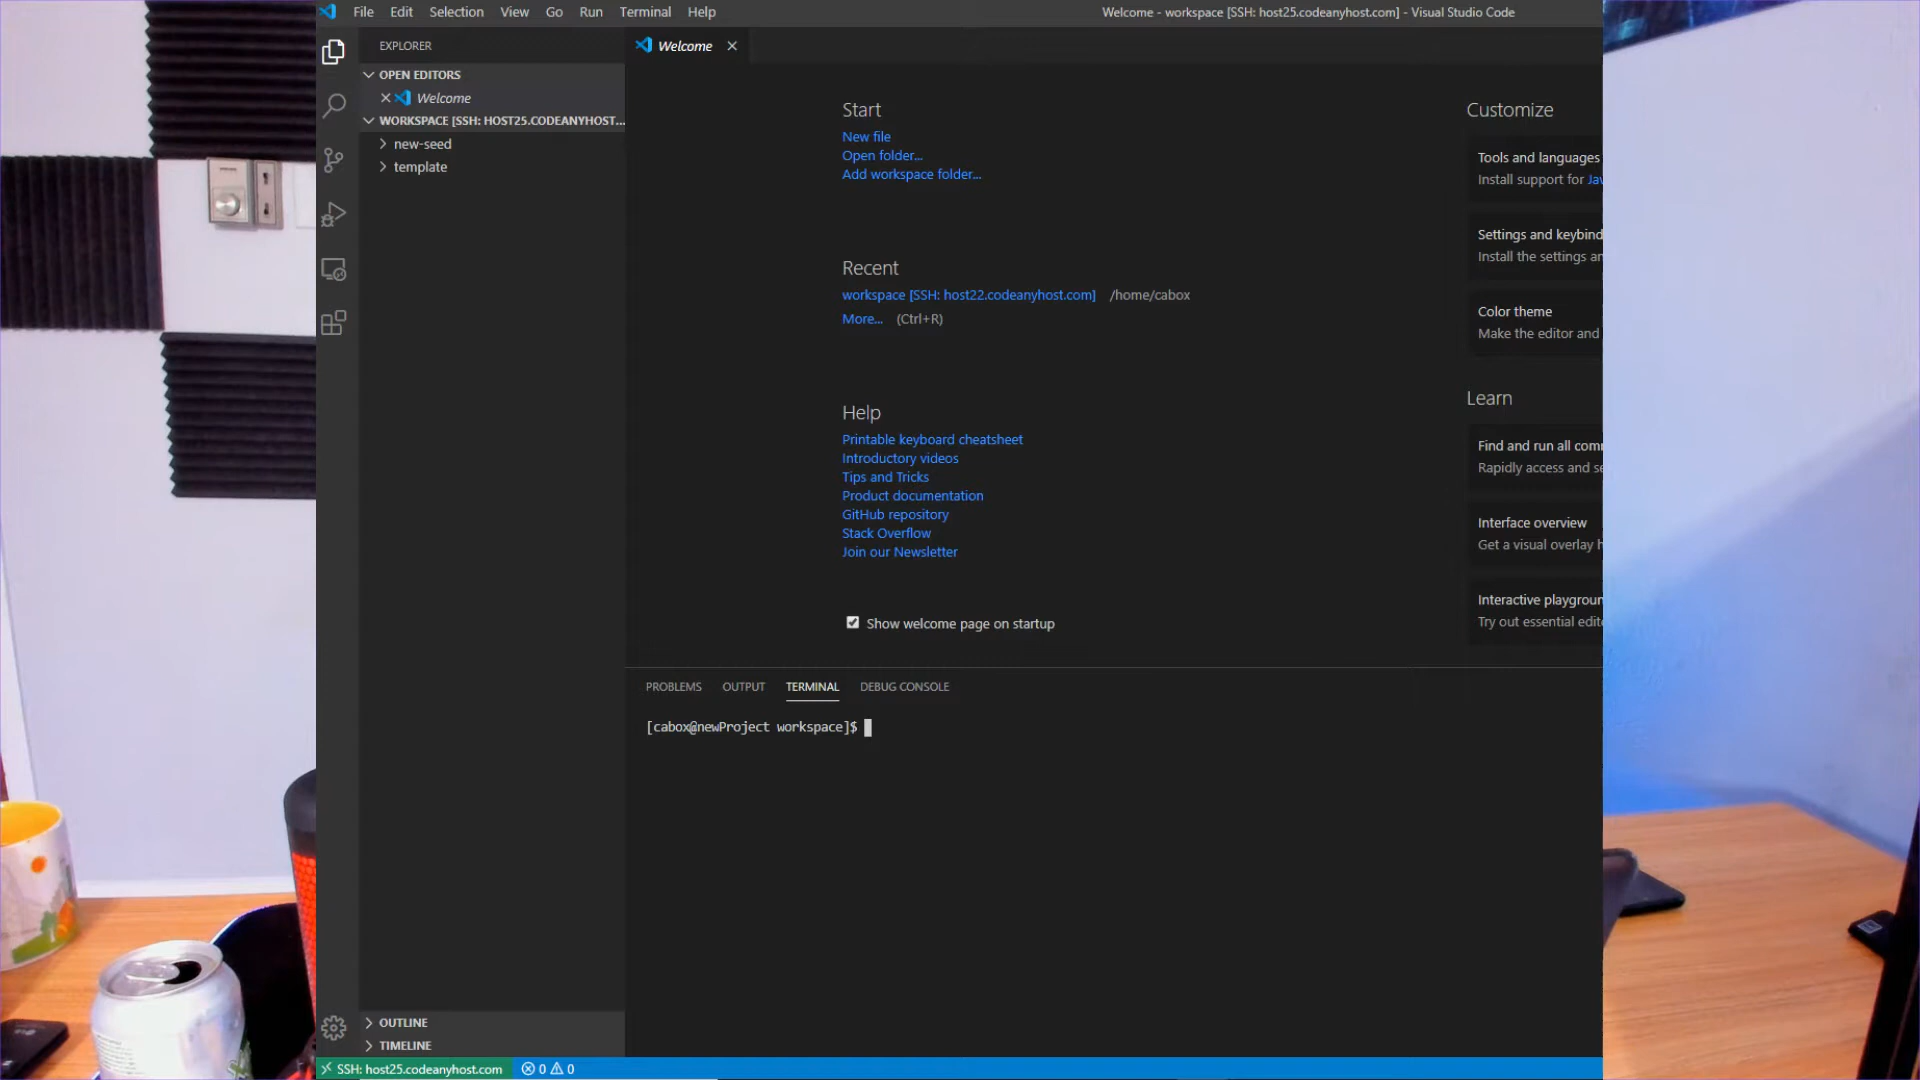 File Edit Selection View Go Run Terminal Help
Welcome - workspace [SSH: host25.codeanyhost.com] - Visual Studio Code
EXPLORER
OPEN EDITORS
Welcome
WORKSPACE [SSH: HOST25.CODEANYHOST...
new-seed
template
OUTLINE
TIMELINE
Welcome
Start
New file
Open folder...
Add workspace folder...
Recent
workspace [SSH: host22.codeanyhost.com] /home/cabox
More... (Ctrl+R)
Help
Printable keyboard cheatsheet
Introductory videos
Tips and Tricks
Product documentation
GitHub repository
Stack Overflow
Join our Newsletter
Show welcome page on startup
Customize
Tools and languages
Install support for Jav
Settings and keybind
Install the settings an
Color theme
Make the editor and
Learn
Find and run all com
Rapidly access and se
Interface overview
Get a visual overlay h
Interactive playgroun
Try out essential edit
PROBLEMS OUTPUT TERMINAL DEBUG CONSOLE
[cabox@newProject workspace]$
SSH: host25.codeanyhost.com 0 0